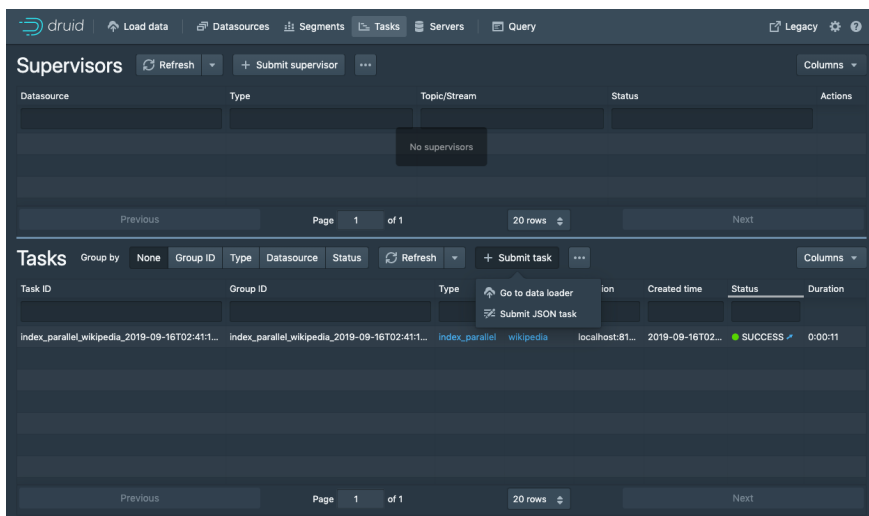 druid Load data Datasources Segments Tasks Servers Query Legacy
Supervisors Refresh + Submit supervisor ... Columns
Datasource Type Topic/Stream Status Actions
No supervisors
Previous Page 1 of 1 20 rows Next
Tasks Group by None Group ID Type Datasource Status Refresh + Submit task ... Columns
Task ID Group ID Type ion Created time Status Duration
Go to data loader
Submit JSON task
index_parallel_wikipedia_2019-09-16T02:41:1... index_parallel_wikipedia_2019-09-16T02:41:1... index_parallel wikipedia localhost:81... 2019-09-16T02... SUCCESS 0:00:11
Previous Page 1 of 1 20 rows Next